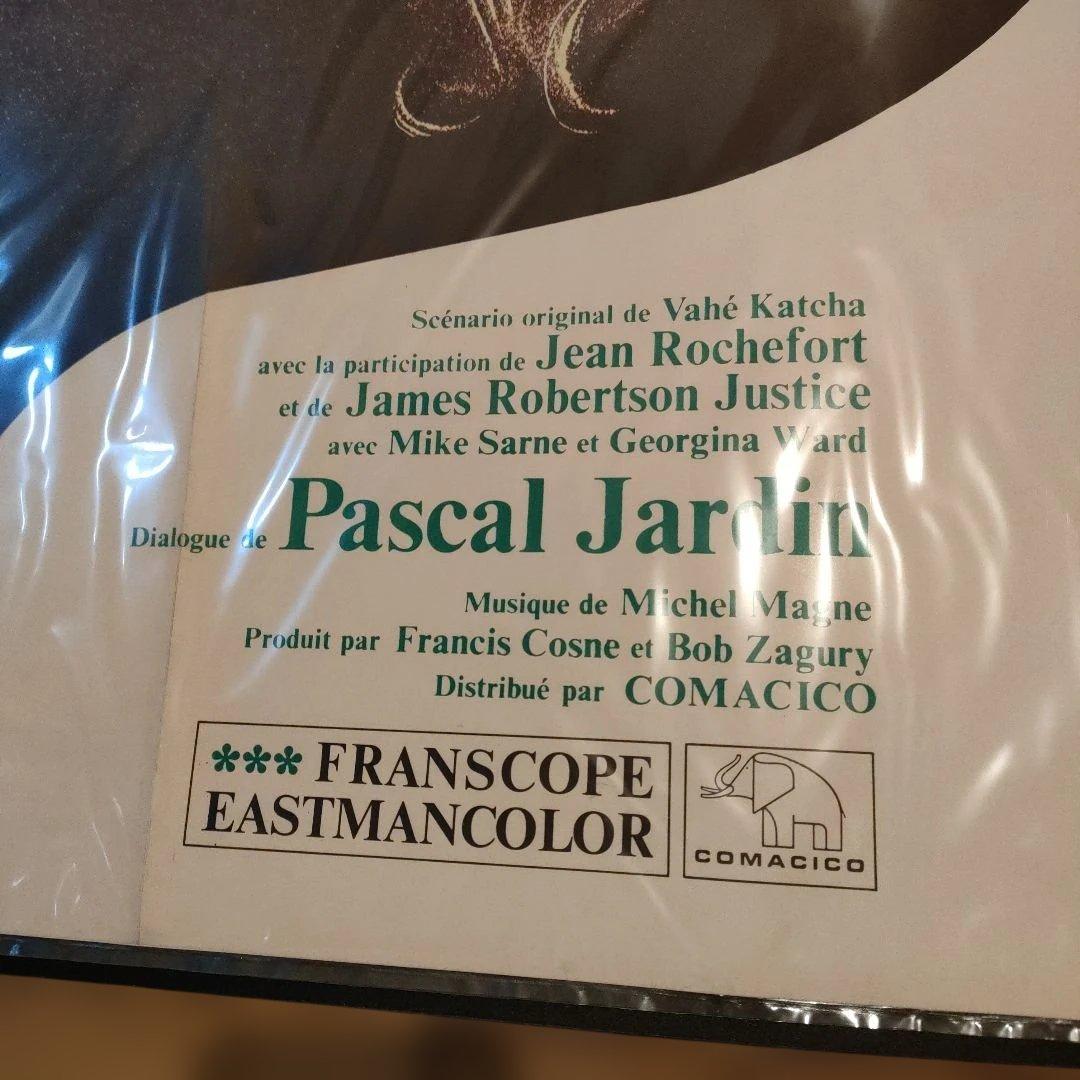 Scénario original de Vahé Katcha
avec la participation de Jean Rochefort
et de James Robertson Justice
avec Mike Sarne et Georgina Ward
Dialogue de Pascal Jardin
Musique de Michel Magne
Produit par Francis Cosne et Bob Zagury
Distribué par COMACICO
*** FRANSCOPE
EASTMANCOLOR
COMACICO